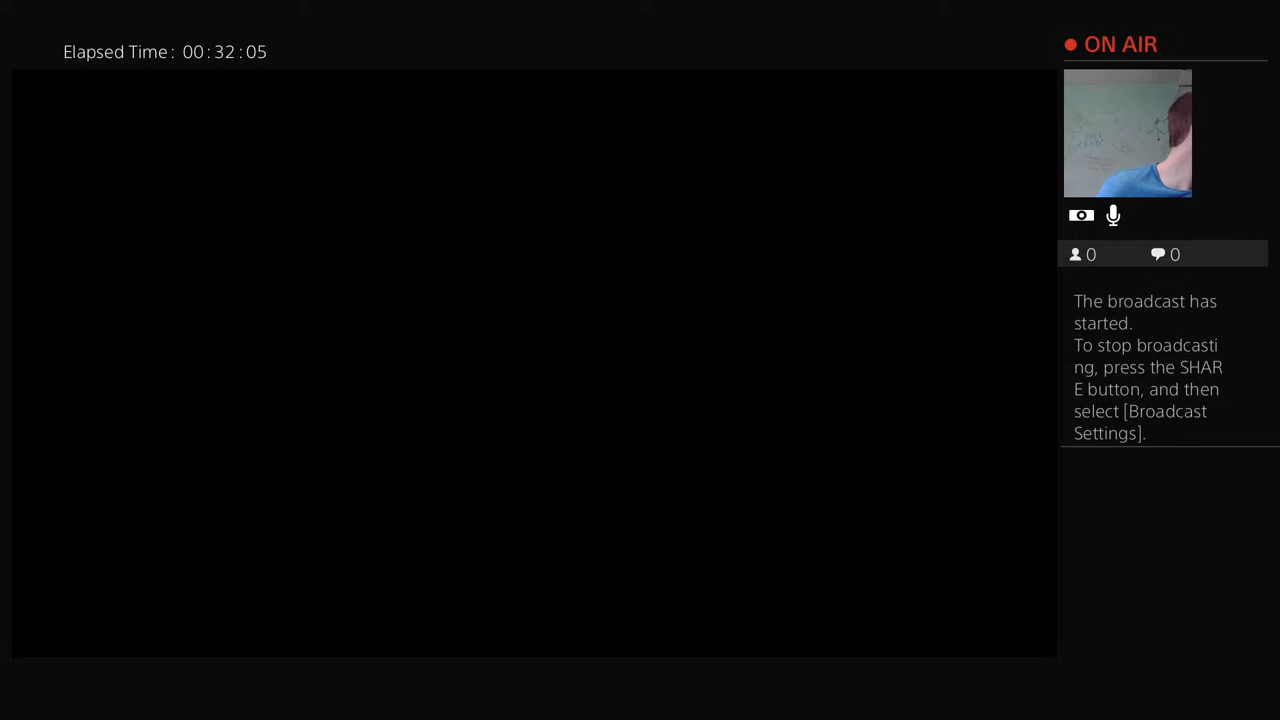 Elapsed Time: 00:32:05
ON AIR
0 0
The broadcast has
started.
To stop broadcasti
ng, press the SHAR
E button, and then
select [Broadcast
Settings].